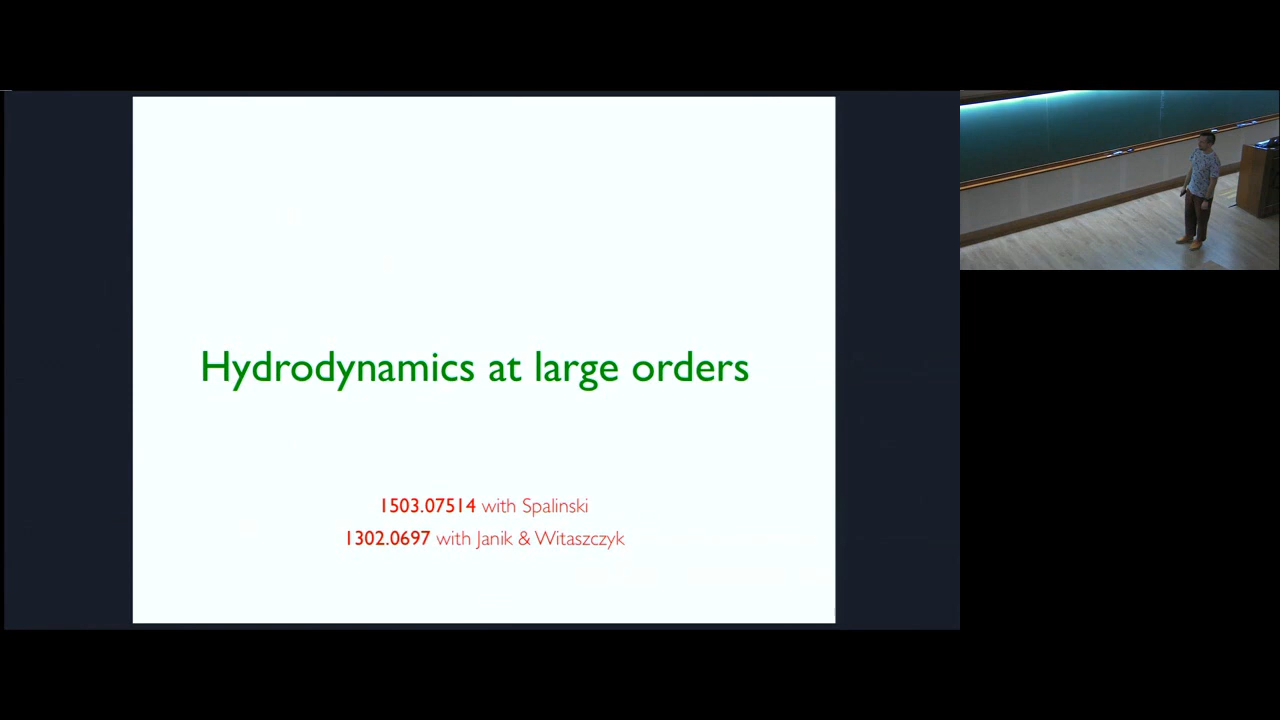 Hydrodynamics at large orders
1503.07514 with Spalinski
1302.0697 with Janik & Witaszczyk